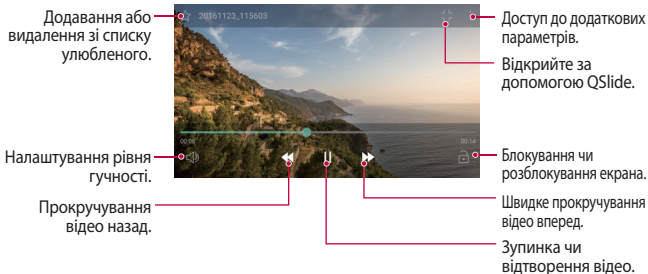 Додавання або
видалення зі списку
улюбленого.
20161123_115603
Доступ до додаткових
параметрів.
Відкрийте за
допомогою QSlide.
00:06
00:14
Налаштування рівня
гучності.
Прокручування
відео назад.
Блокування чи
розблокування екрана.
Швидке прокручування
відео вперед.
Зупинка чи
відтворення відео.